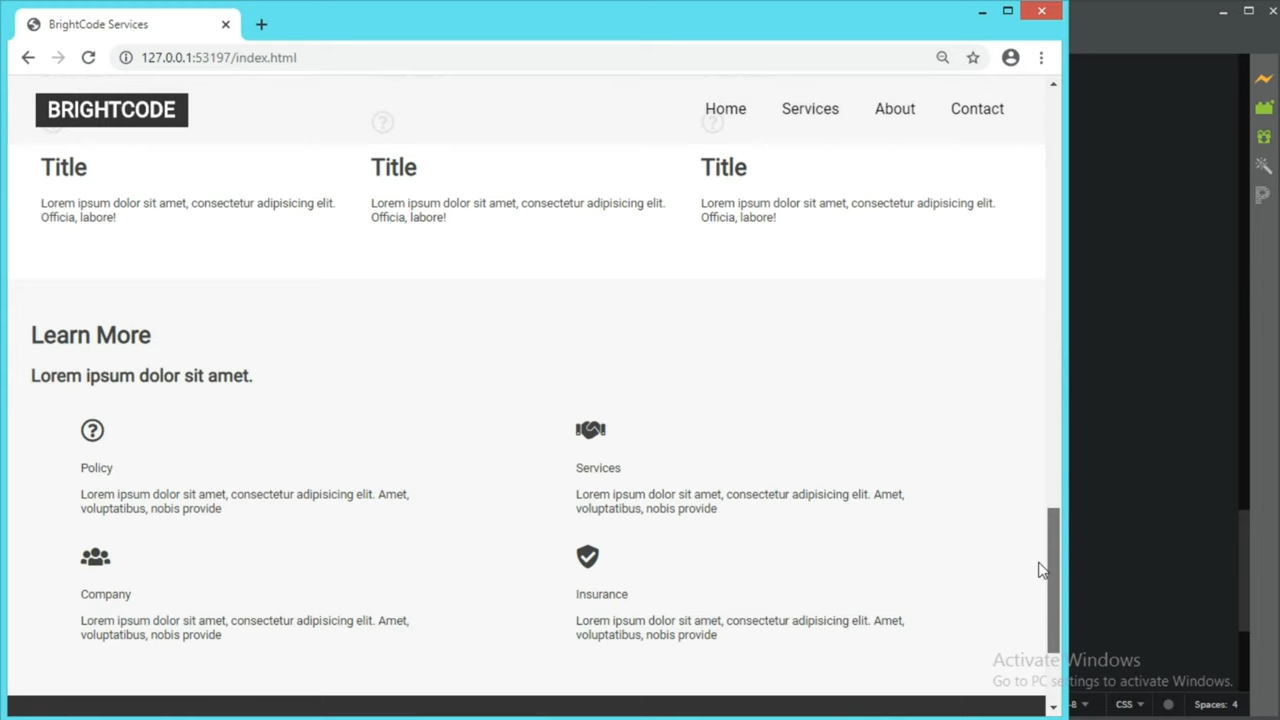 BrightCode Services
127.0.0.1:53197/index.html
BRIGHTCODE
Home Services About Contact
Title Title Title
Lorem ipsum dolor sit amet, consectetur adipisicing elit. Lorem ipsum dolor sit amet, consectetur adipisicing elit. Lorem ipsum dolor sit amet, consectetur adipisicing elit.
Officia, labore! Officia, labore! Officia, labore!
Learn More
Lorem ipsum dolor sit amet.
Policy Services
Lorem ipsum dolor sit amet, consectetur adipisicing elit. Amet, Lorem ipsum dolor sit amet, consectetur adipisicing elit. Amet,
voluptatibus, nobis provide voluptatibus, nobis provide
Company Insurance
Lorem ipsum dolor sit amet, consectetur adipisicing elit. Amet, Lorem ipsum dolor sit amet, consectetur adipisicing elit. Amet,
voluptatibus, nobis provide voluptatibus, nobis provide
Activate Windows
Go to PC settings to activate Windows.
-8 CSS Spaces: 4